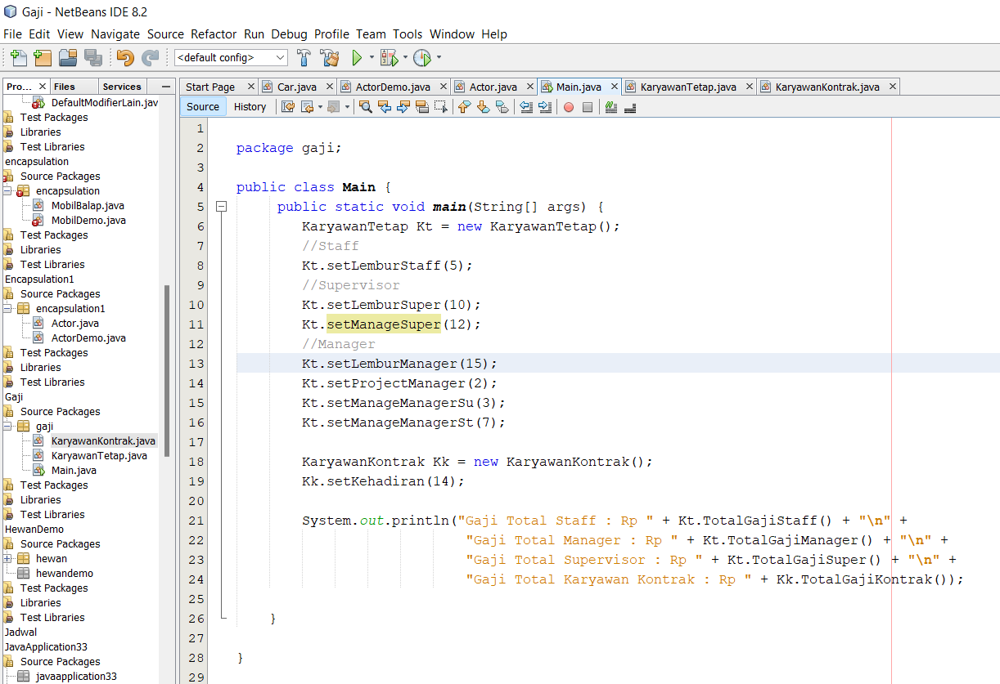 Gaji - NetBeans IDE 8.2
File Edit View Navigate Source Refactor Run Debug Profile Team Tools Window Help
<default config>
Pro... Files Services
Start Page Car.java ActorDemo.java Actor.java Main.java KaryawanTetap.java KaryawanKontrak.java
Source History
DefaultModifierLain.jav
Test Packages
Libraries
Test Libraries
encapsulation
Source Packages
encapsulation
MobilBalap.java
MobilDemo.java
Test Packages
Libraries
Test Libraries
Encapsulation1
Source Packages
encapsulation1
Actor.java
ActorDemo.java
Test Packages
Libraries
Test Libraries
Gaji
Source Packages
gaji
KaryawanKontrak.java
KaryawanTetap.java
Main.java
Test Packages
Libraries
Test Libraries
HewanDemo
Source Packages
hewan
hewandemo
Test Packages
Libraries
Test Libraries
Jadwal
JavaApplication33
Source Packages
javaapplication33
1
2 package gaji;
3
4 public class Main {
5 public static void main(String[] args) {
6 KaryawanTetap Kt = new KaryawanTetap();
7 //Staff
8 Kt.setLemburStaff(5);
9 //Supervisor
10 Kt.setLemburSuper(10);
11 Kt.setManageSuper(12);
12 //Manager
13 Kt.setLemburManager(15);
14 Kt.setProjectManager(2);
15 Kt.setManageManagerSu(3);
16 Kt.setManageManagerSt(7);
17
18 KaryawanKontrak Kk = new KaryawanKontrak();
19 Kk.setKehadiran(14);
20
21 System.out.println("Gaji Total Staff : Rp " + Kt.TotalGajiStaff() + "\n" +
22 "Gaji Total Manager : Rp " + Kt.TotalGajiManager() + "\n" +
23 "Gaji Total Supervisor : Rp " + Kt.TotalGajiSuper() + "\n" +
24 "Gaji Total Karyawan Kontrak : Rp " + Kk.TotalGajiKontrak());
25
26 }
27
28 }
29